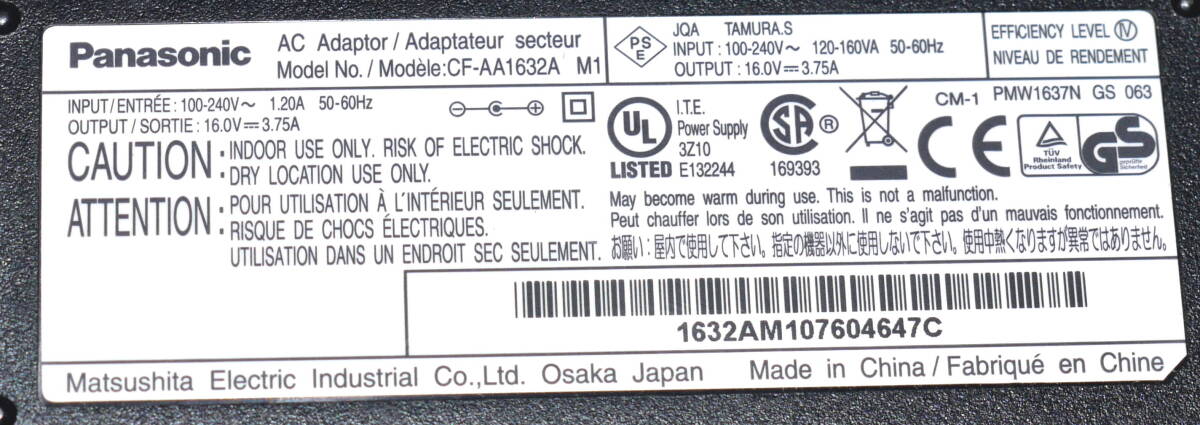 Panasonic
AC Adaptor / Adaptateur secteur
Model No. / Modèle:CF-AA1632A M1
PSE
JQA TAMURA.S
INPUT : 100-240V～ 120-160VA 50-60Hz
OUTPUT : 16.0V⎓3.75A
EFFICIENCY LEVEL Ⓘⓥ
NIVEAU DE RENDEMENT
INPUT / ENTRÉE : 100-240V～ 1.20A 50-60Hz
OUTPUT / SORTIE : 16.0V⎓3.75A
CAUTION : INDOOR USE ONLY. RISK OF ELECTRIC SHOCK.
DRY LOCATION USE ONLY.
ATTENTION : POUR UTILISATION À L'INTÉRIEUR SEULEMENT.
RISQUE DE CHOCS ÉLECTRIQUES.
UTILISATION DANS UN ENDROIT SEC SEULEMENT.
UL
LISTED
I.T.E.
Power Supply
3Z10
E132244
SA ®
169393
CM-1 PMW1637N GS 063
CE
TÜV
Rheinland
Product Safety
GS
geprüfte
Sicherheit
May become warm during use. This is not a malfunction.
Peut chauffer lors de son utilisation. Il ne s'agit pas d'un mauvais fonctionnement.
お願い：屋内で使用して下さい。指定の機器以外に使用しないで下さい。使用中熱くなりますが異常ではありません。
1632AM107604647C
Matsushita Electric Industrial Co.,Ltd. Osaka Japan Made in China / Fabriqué en Chine